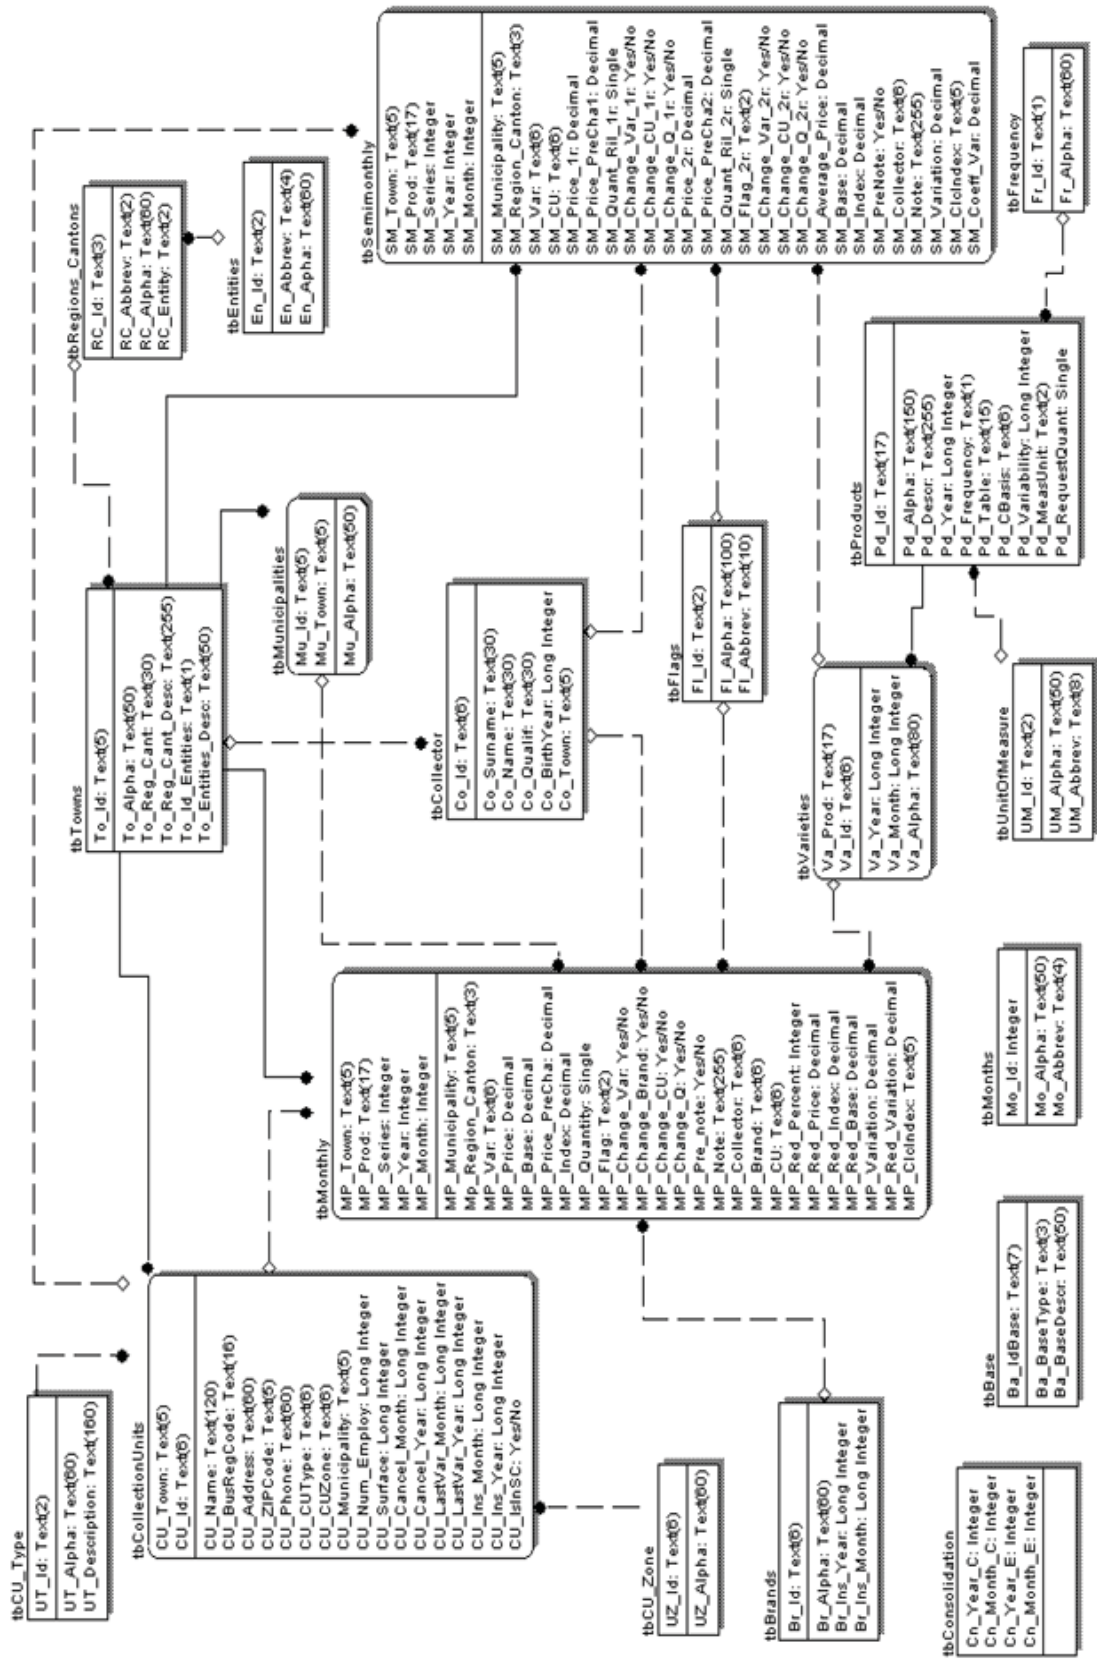 tbCU_Type
UT_Id: Text(2)
UT_Alpha: Text(60)
UT_Description: Text(160)
tbCollectionUnits
CU_Town: Text(5)
CU_Id: Text(6)
CU_Name: Text(120)
CU_BusRegCode: Text(16)
CU_Address: Text(60)
CU_ZIPCode: Text(5)
CU_Phone: Text(60)
CU_CUType: Text(6)
CU_CUZone: Text(6)
CU_Municipality: Text(5)
CU_Num_Employ: Long Integer
CU_Surface: Long Integer
CU_Cancel_Month: Long Integer
CU_Cancel_Year: Long Integer
CU_LastVar_Month: Long Integer
CU_LastVar_Year: Long Integer
CU_Ins_Month: Long Integer
CU_Ins_Year: Long Integer
CU_IsInSC: Yes/No
tbCU_Zone
UZ_Id: Text(6)
UZ_Alpha: Text(60)
tbBrands
Br_Id: Text(6)
Br_Alpha: Text(60)
Br_Ins_Year: Long Integer
Br_Ins_Month: Long Integer
tbConsolidation
Cn_Year_C: Integer
Cn_Month_C: Integer
Cn_Year_E: Integer
Cn_Month_E: Integer
tbBase
Ba_IdBase: Text(7)
Ba_BaseType: Text(3)
Ba_BaseDescr: Text(50)
tbMonthly
MP_Town: Text(5)
MP_Prod: Text(17)
MP_Series: Integer
MP_Year: Integer
MP_Month: Integer
MP_Municipality: Text(5)
Mp_Region_Canton: Text(3)
MP_Var: Text(6)
MP_Price: Decimal
MP_Base: Decimal
MP_Price_PreCha: Decimal
MP_Index: Decimal
MP_Quantity: Single
MP_Flag: Text(2)
MP_Change_Var: Yes/No
MP_Change_Brand: Yes/No
MP_Change_CU: Yes/No
MP_Change_Q: Yes/No
MP_Pre_note: Yes/No
MP_Note: Text(255)
MP_Collector: Text(6)
MP_Brand: Text(6)
MP_CU: Text(6)
MP_Red_Percent: Integer
MP_Red_Price: Decimal
MP_Red_Index: Decimal
MP_Red_Base: Decimal
MP_Variation: Decimal
MP_Red_Variation: Decimal
MP_ClcIndex: Text(5)
tbMonths
Mo_Id: Integer
Mo_Alpha: Text(50)
Mo_Abbrev: Text(4)
tbTowns
To_Id: Text(5)
To_Alpha: Text(50)
To_Reg_Cant: Text(30)
To_Reg_Cant_Desc: Text(255)
To_Id_Entities: Text(1)
To_Entities_Desc: Text(50)
tbMunicipalities
Mu_Id: Text(5)
Mu_Town: Text(5)
Mu_Alpha: Text(50)
tbCollector
Co_Id: Text(6)
Co_Surname: Text(30)
Co_Name: Text(30)
Co_Qualif: Text(30)
Co_BirthYear: Long Integer
Co_Town: Text(5)
tbFlags
Fl_Id: Text(2)
Fl_Alpha: Text(100)
Fl_Abbrev: Text(10)
tbVarieties
Va_Prod: Text(17)
Va_Id: Text(6)
Va_Year: Long Integer
Va_Month: Long Integer
Va_Alpha: Text(80)
tbUnitOfMeasure
UM_Id: Text(2)
UM_Alpha: Text(50)
UM_Abbrev: Text(8)
tbRegions_Cantons
RC_Id: Text(3)
RC_Abbrev: Text(2)
RC_Alpha: Text(60)
RC_Entity: Text(2)
tbEntities
En_Id: Text(2)
En_Abbrev: Text(4)
En_Apha: Text(60)
tbProducts
Pd_Id: Text(17)
Pd_Alpha: Text(150)
Pd_Descr: Text(255)
Pd_Year: Long Integer
Pd_Frequency: Text(1)
Pd_Table: Text(15)
Pd_CBasis: Text(6)
Pd_Variability: Long Integer
Pd_MeasUnit: Text(2)
Pd_RequestQuant: Single
tbSemimonthly
SM_Town: Text(5)
SM_Prod: Text(17)
SM_Series: Integer
SM_Year: Integer
SM_Month: Integer
SM_Municipality: Text(5)
SM_Region_Canton: Text(3)
SM_Var: Text(6)
SM_CU: Text(6)
SM_Price_1r: Decimal
SM_Price_PreCha1: Decimal
SM_Quant_Ril_1r: Single
SM_Change_Var_1r: Yes/No
SM_Change_CU_1r: Yes/No
SM_Change_Q_1r: Yes/No
SM_Price_2r: Decimal
SM_Price_PreCha2: Decimal
SM_Quant_Ril_2r: Single
SM_Flag_2r: Text(2)
SM_Change_Var_2r: Yes/No
SM_Change_CU_2r: Yes/No
SM_Change_Q_2r: Yes/No
SM_Average_Price: Decimal
SM_Base: Decimal
SM_Index: Decimal
SM_PreNote: Yes/No
SM_Collector: Text(6)
SM_Note: Text(255)
SM_Variation: Decimal
SM_ClcIndex: Text(5)
SM_Coeff_Var: Decimal
tbFrequency
Fr_Id: Text(1)
Fr_Alpha: Text(60)